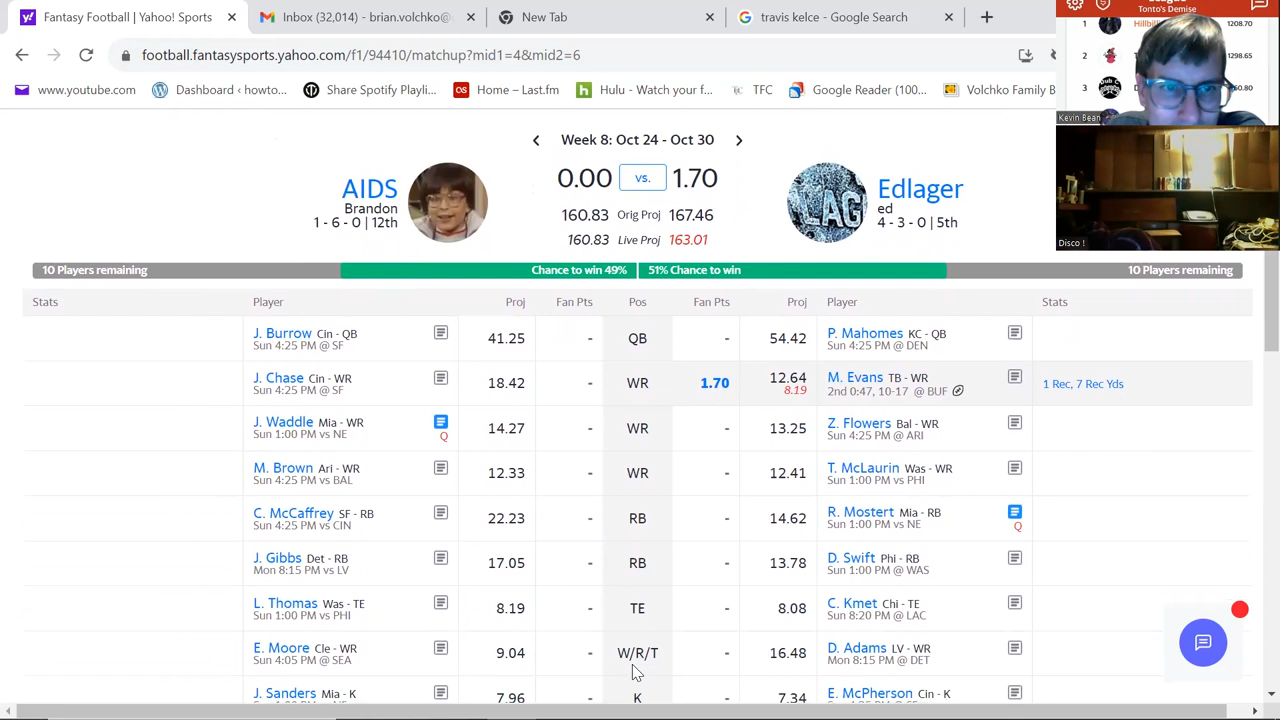 Fantasy Football | Yahoo! Sports
Inbox (32,014) - brian.volchko@
New Tab
travis kelce - Google Search
football.fantasysports.yahoo.com/f1/94410/matchup?mid1=4&mid2=6
www.youtube.com
Dashboard ‹ howto...
Share Spotify Playli...
Home – Last.fm
Hulu - Watch your f...
TFC
Google Reader (100...
Volchko Family B
Tonto's Demise
1 Hillbilli 1208.70
2 1298.65
3
Kevin Bean
Disco !
Week 8: Oct 24 - Oct 30
AIDS
Brandon
1 - 6 - 0 | 12th
0.00 vs. 1.70
160.83 Orig Proj 167.46
160.83 Live Proj 163.01
LAG
Edlager
ed
4 - 3 - 0 | 5th
10 Players remaining Chance to win 49% 51% Chance to win 10 Players remaining
Stats Player Proj Fan Pts Pos Fan Pts Proj Player Stats
J. Burrow Cin - QB 41.25 - QB - 54.42 P. Mahomes KC - QB
Sun 4:25 PM @ SF Sun 4:25 PM @ DEN
J. Chase Cin - WR 18.42 - WR 1.70 12.64 M. Evans TB - WR 1 Rec, 7 Rec Yds
Sun 4:25 PM @ SF 8.19 2nd 0:47, 10-17 @ BUF
J. Waddle Mia - WR 14.27 - WR - 13.25 Z. Flowers Bal - WR
Sun 1:00 PM vs NE Q Sun 4:25 PM @ ARI
M. Brown Ari - WR 12.33 - WR - 12.41 T. McLaurin Was - WR
Sun 4:25 PM vs BAL Sun 1:00 PM vs PHI
C. McCaffrey SF - RB 22.23 - RB - 14.62 R. Mostert Mia - RB
Sun 4:25 PM vs CIN Sun 1:00 PM vs NE Q
J. Gibbs Det - RB 17.05 - RB - 13.78 D. Swift Phi - RB
Mon 8:15 PM vs LV Sun 1:00 PM @ WAS
L. Thomas Was - TE 8.19 - TE - 8.08 C. Kmet Chi - TE
Sun 1:00 PM vs PHI Sun 8:20 PM @ LAC
E. Moore Cle - WR 9.04 - W/R/T - 16.48 D. Adams LV - WR
Sun 4:05 PM @ SEA Mon 8:15 PM @ DET
J. Sanders Mia - K 7.96 - K - 7.34 E. McPherson Cin - K